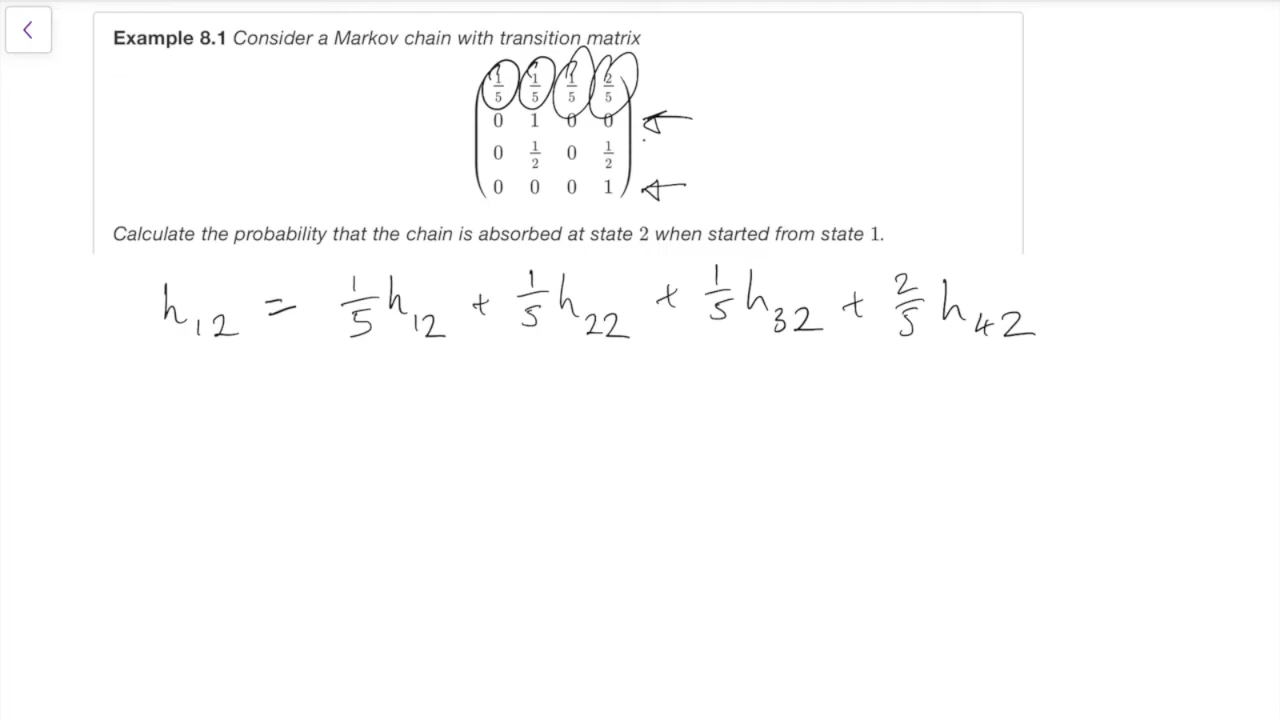 Example 8.1 Consider a Markov chain with transition matrix
1/5 1/5 1/5 2/5
0 1 0 0
0 1/2 0 1/2
0 0 0 1
Calculate the probability that the chain is absorbed at state 2 when started from state 1.
h₁₂ = 1/5 h₁₂ + 1/5 h₂₂ + 1/5 h₃₂ + 2/5 h₄₂